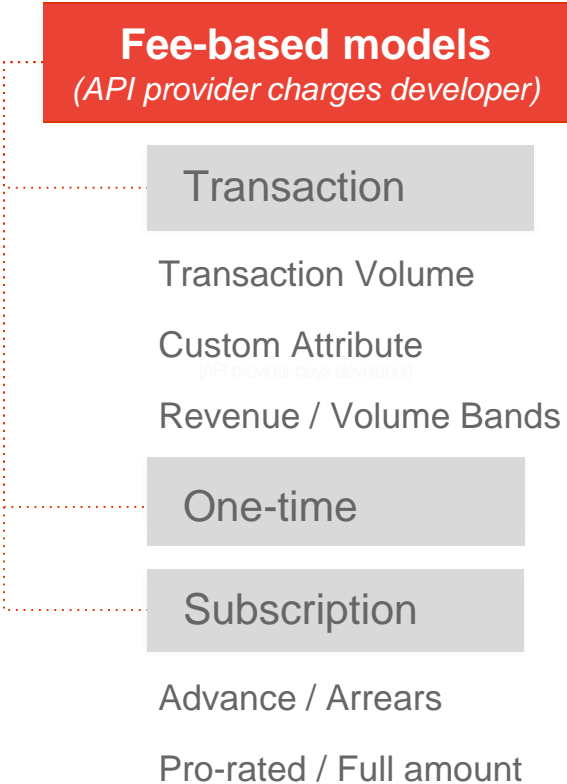 Fee-based models
(API provider charges developer)
Transaction
Transaction Volume
Custom Attribute
(API provider pays developer)
Revenue / Volume Bands
One-time
Subscription
Advance / Arrears
Pro-rated / Full amount